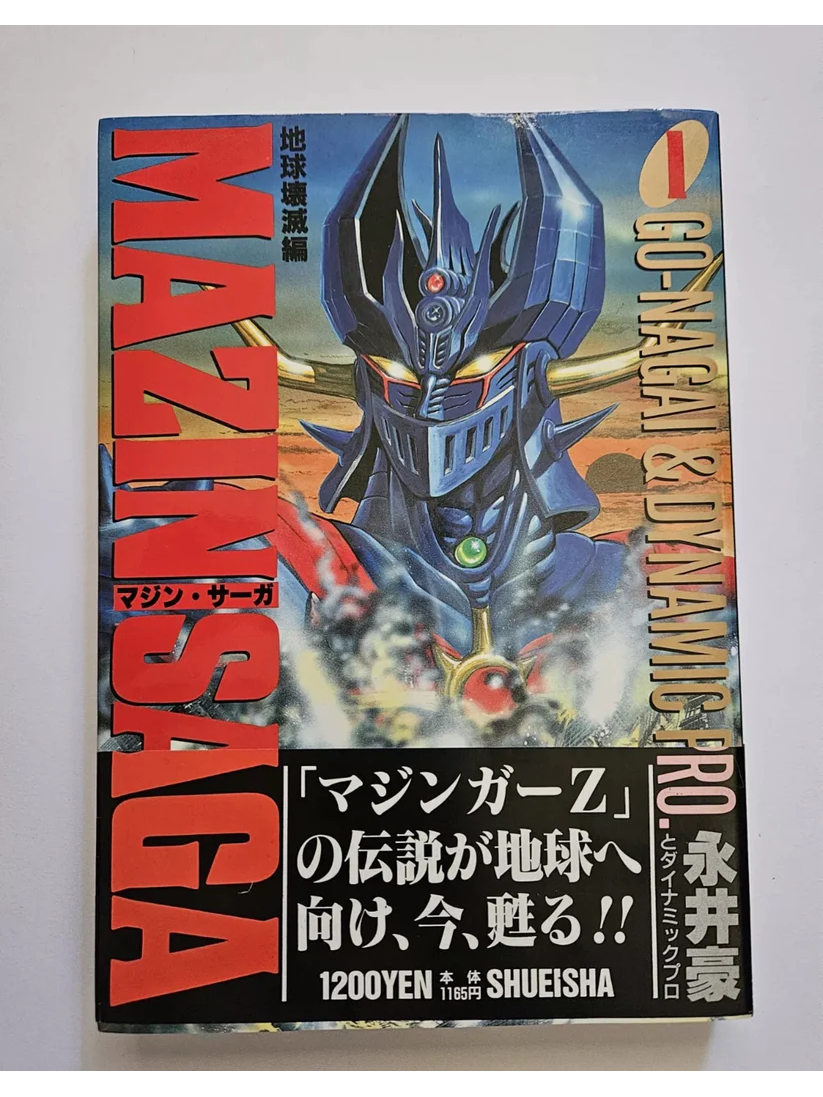 地球壊滅編
MAZIN SAGA
マジン・サーガ
1
GO-NAGAI & DYNAMIC PRO.
「マジンガーZ」
の伝説が地球へ
向け、今、甦る!!
1200YEN 本体1165円 SHUEISHA
永井豪
とダイナミックプロ